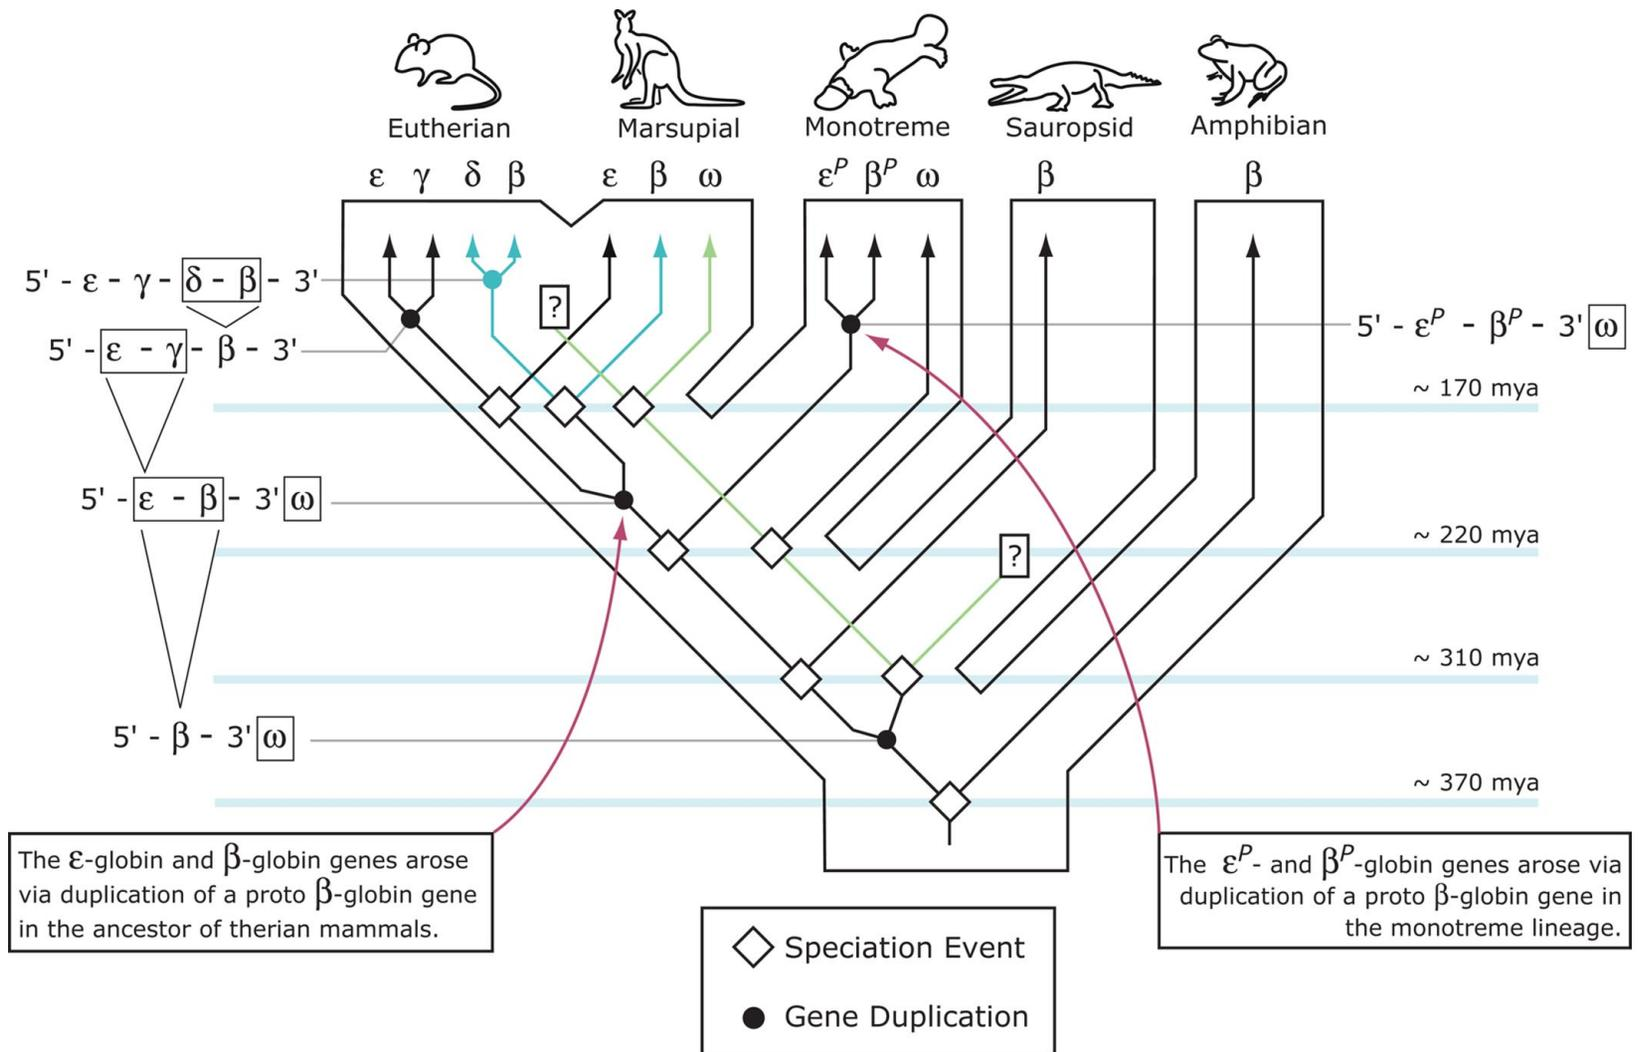 Eutherian Marsupial Monotreme Sauropsid Amphibian
ε γ δ β ε β ω εᴾ βᴾ ω β β
5' - ε - γ - δ - β - 3'
?
5' - εᴾ - βᴾ - 3' ω
5' - ε - γ - β - 3'
~ 170 mya
5' - ε - β - 3' ω
~ 220 mya
?
~ 310 mya
5' - β - 3' ω
~ 370 mya
The ε-globin and β-globin genes arose
via duplication of a proto β-globin gene
in the ancestor of therian mammals.
The εᴾ- and βᴾ-globin genes arose via
duplication of a proto β-globin gene in
the monotreme lineage.
Speciation Event
Gene Duplication